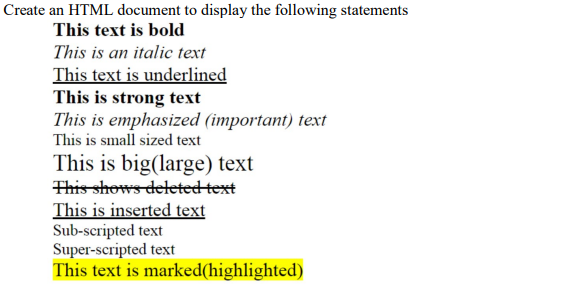 Create an HTML document to display the following statements
This text is bold
This is an italic text
This text is underlined
This is strong text
This is emphasized (important) text
This is small sized text
This is big(large) text
This shows deleted text
This is inserted text
Sub-scripted text
Super-scripted text
This text is marked(highlighted)